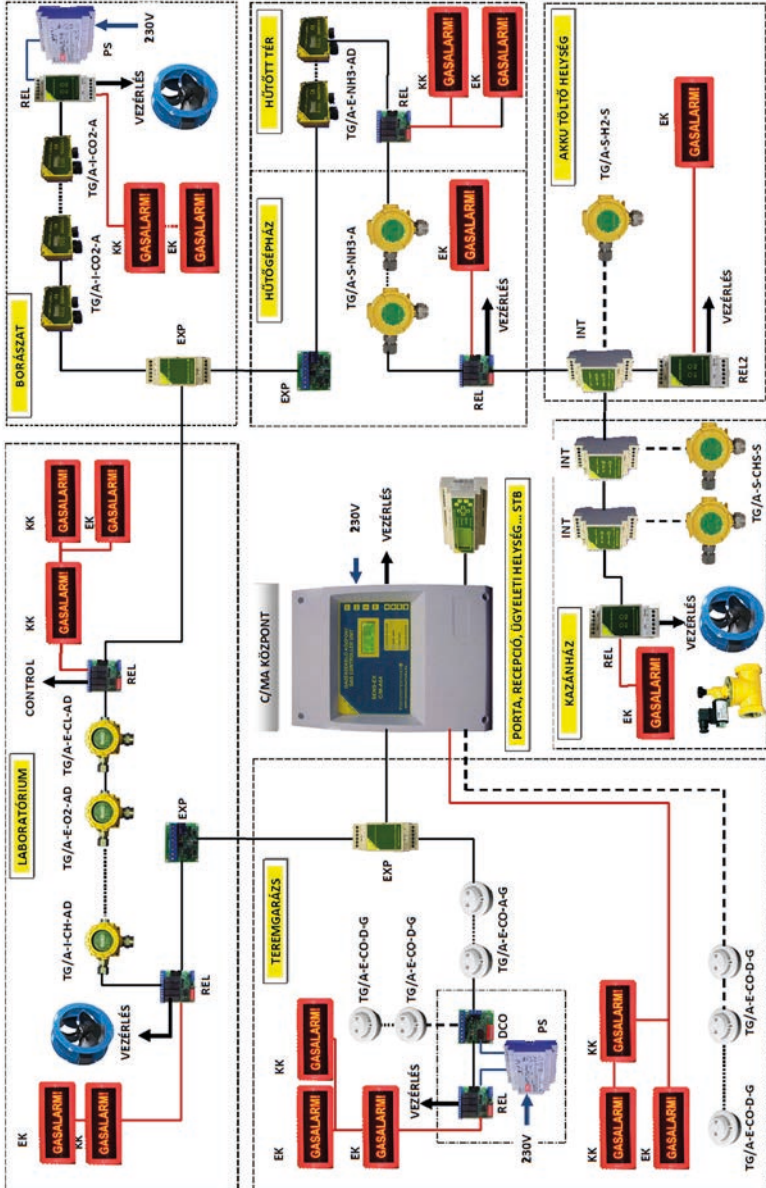 LABORATÓRIUM
EK
GASALARM!
KK
GASALARM!
VEZÉRLÉS
REL
TG/A-I-CH-AD
TG/A-E-O2-AD
TG/A-E-CL-AD
EXP
CONTROL
REL
KK
GASALARM!
KK
GASALARM!
EK
GASALARM!
BORÁSZAT
EXP
TG/A-I-CO2-A
TG/A-I-CO2-A
KK
GASALARM!
EK
GASALARM!
REL
VEZÉRLÉS
PS
230V
TEREMGARÁZS
GASALARM!
KK
GASALARM!
EK
GASALARM!
VEZÉRLÉS
REL
230V
PS
DCO
TG/A-E-CO-D-G
TG/A-E-CO-D-G
TG/A-E-CO-A-G
EXP
KK
GASALARM!
KK
GASALARM!
EK
GASALARM!
TG/A-E-CO-D-G
TG/A-E-CO-D-G
TG/A-E-CO-D-G
C/MA KÖZPONT
230V
VEZÉRLÉS
PORTA, RECEPCIÓ, ÜGYELETI HELYSÉG... STB
HŰTŐGÉPHÁZ
EXP
TG/A-S-NH3-A
EK
GASALARM!
REL
VEZÉRLÉS
HŰTÖTT TÉR
TG/A-E-NH3-AD
REL
KK
GASALARM!
EK
GASALARM!
KAZÁNHÁZ
EK
GASALARM!
REL
VEZÉRLÉS
INT
INT
TG/A-S-CHS-S
AKKU TÖLTŐ HELYSÉG
INT
TG/A-S-H2-S
REL2
VEZÉRLÉS
EK
GASALARM!